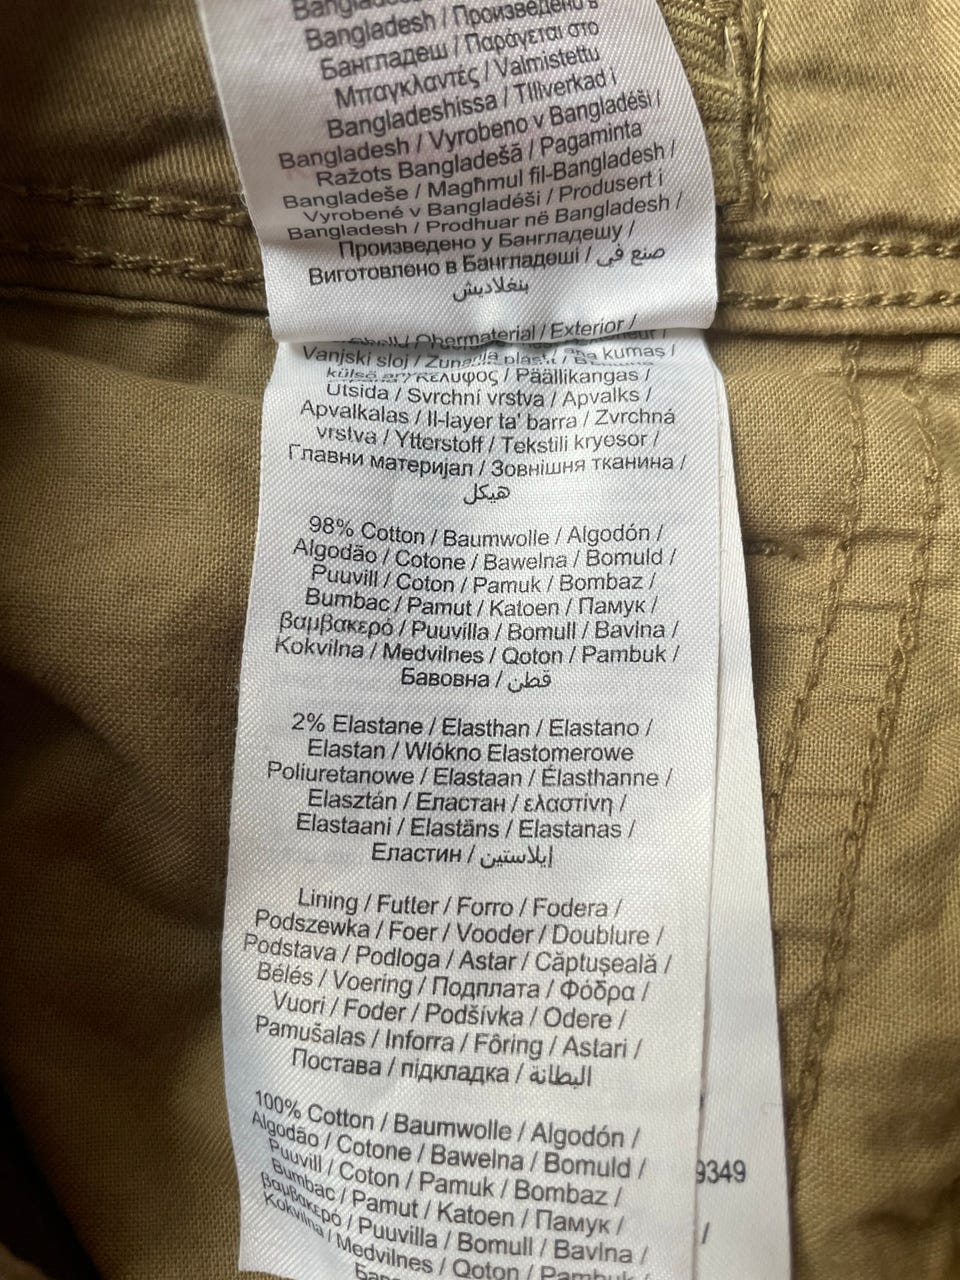 Bangladesh / Произведено в
Бангладеш / Παράγεται στο
Μπαγκλαντές / Valmistettu
Bangladeshissa / Tillverkad i
Bangladesh / Vyrobeno v Bangladéši /
Ražots Bangladešā / Pagaminta
Bangladeše / Magħmul fil-Bangladesh /
Vyrobené v Bangladéši / Produsert i
Bangladesh / Prodhuar në Bangladesh /
Произведено у Бангладешу /
Виготовлено в Бангладеші / صنع في
بنغلاديش
Obermaterial / Exterior /
Vanjski sloj / Zunanja plast / Ana kumaş /
Päällikangas /
Utsida / Svrchní vrstva / Apvalks /
Apvalkalas / Il-layer ta' barra / Zvrchná
vrstva / Ytterstoff / Tekstili kryesor /
Главни материјал / Зовнішня тканина /
هيكل
98% Cotton / Baumwolle / Algodón /
Algodão / Cotone / Bawełna / Bomuld /
Puuvill / Coton / Pamuk / Bombaž /
Bumbac / Pamut / Katoen / Памук /
βαμβακερό / Puuvilla / Bomull / Bavlna /
Kokvilna / Medvilnės / Qoton / Pambuk /
Бавовна / قطن
2% Elastane / Elasthan / Elastano /
Elastan / Włókno Elastomerowe
Poliuretanowe / Elastaan / Élasthanne /
Elasztán / Еластан / ελαστίνη /
Elastaani / Elastāns / Elastanas /
Еластин / إيلاستين
Lining / Futter / Forro / Fodera /
Podszewka / Foer / Vooder / Doublure /
Podstava / Podloga / Astar / Căptuşeală /
Bélés / Voering / Подплата / Φόδρα /
Vuori / Foder / Podšívka / Odere /
Pamušalas / Inforra / Fôring / Astari /
Постава / підкладка / البطانة
100% Cotton / Baumwolle / Algodón /
Algodão / Cotone / Bawełna / Bomuld /
Puuvill / Coton / Pamuk / Bombaz /
Bumbac / Pamut / Katoen / Памук /
βαμβακερό / Puuvilla / Bomull / Bavlna /
Kokvilna / Medvilnes / Qoton / Pambuk
9349
/